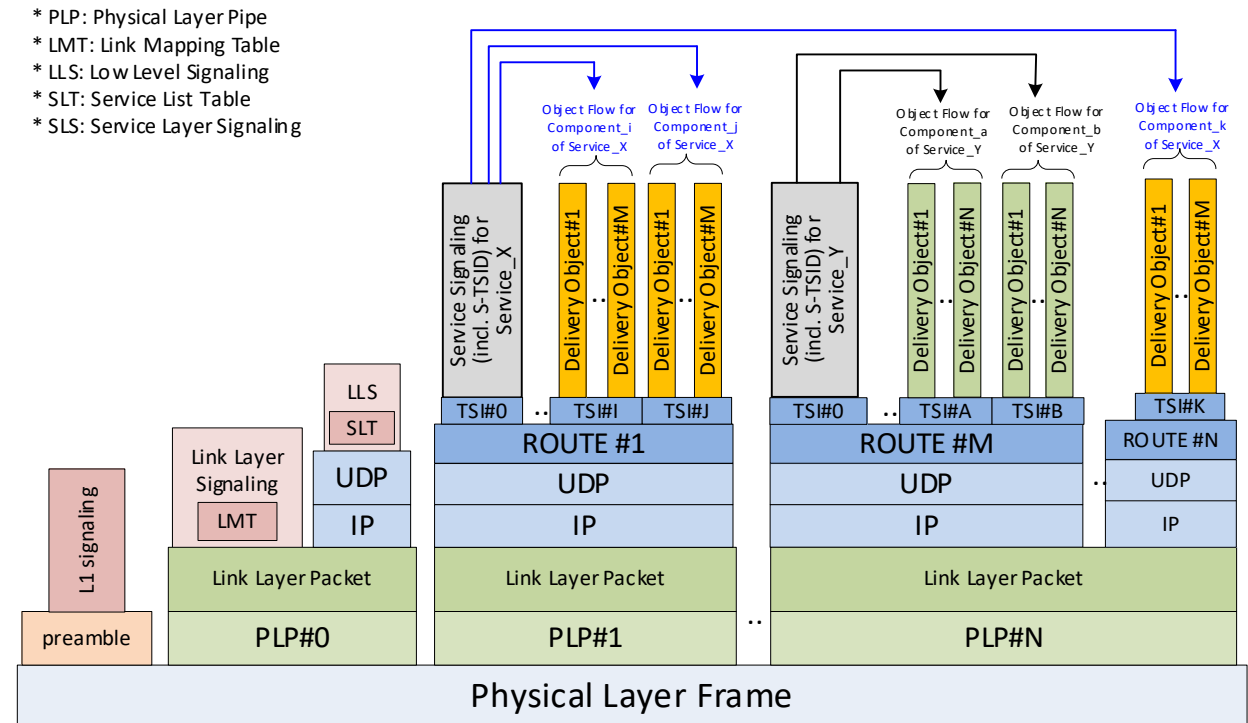 * PLP: Physical Layer Pipe
* LMT: Link Mapping Table
* LLS: Low Level Signaling
* SLT: Service List Table
* SLS: Service Layer Signaling
Object Flow for
Component_i
of Service_X
Object Flow for
Component_j
of Service_X
Object Flow for
Component_a
of Service_Y
Object Flow for
Component_b
of Service_Y
Object Flow for
Component_k
of Service_X
Service Signaling
(incl. S-TSID) for
Service_X
Delivery Object#1
..
Delivery Object#M
Delivery Object#1
..
Delivery Object#M
Service Signaling
(incl. S-TSID) for
Service_Y
Delivery Object#1
..
Delivery Object#N
Delivery Object#1
..
Delivery Object#N
Delivery Object#1
..
Delivery Object#M
LLS
SLT
TSI#0
..
TSI#I
TSI#J
TSI#0
..
TSI#A
TSI#B
TSI#K
ROUTE #1
ROUTE #M
ROUTE #N
Link Layer
Signaling
LMT
UDP
UDP
UDP
..
UDP
IP
IP
IP
IP
L1 signaling
Link Layer Packet
Link Layer Packet
Link Layer Packet
preamble
PLP#0
PLP#1
..
PLP#N
Physical Layer Frame